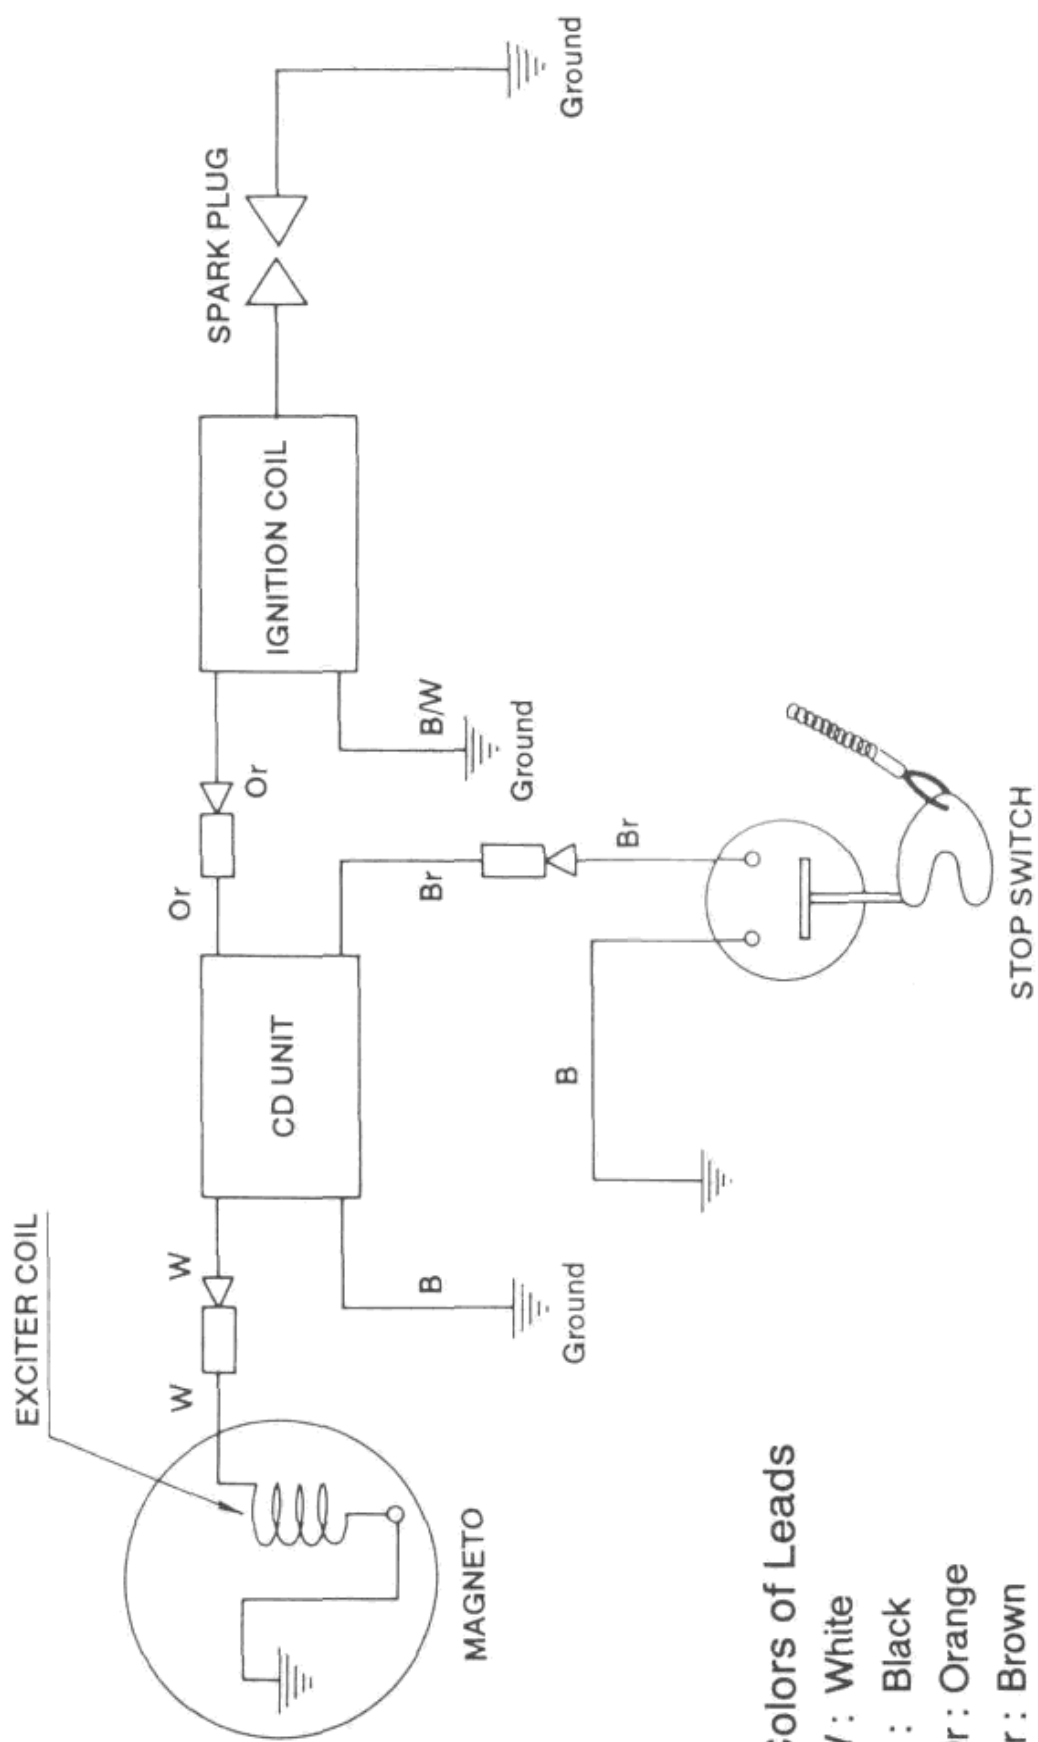 EXCITER COIL
W
W
MAGNETO
CD UNIT
B
Ground
Or
Or
Br
Br
B
STOP SWITCH
IGNITION COIL
B/W
Ground
SPARK PLUG
Ground
olors of Leads
: White
: Black
r : Orange
r : Brown